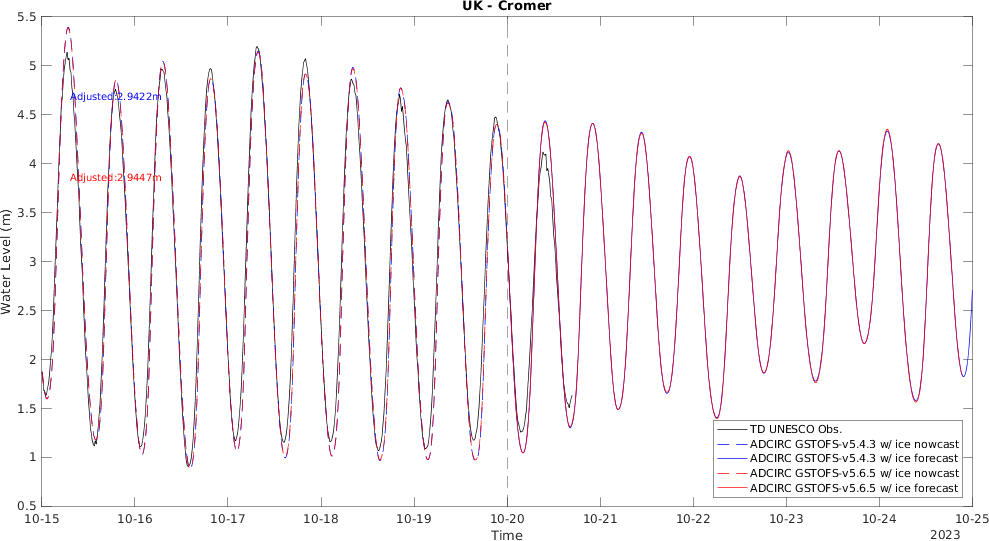 UK - Cromer
5.5
5
4.5
4
3.5
3
2.5
2
1.5
1
0.5
Water Level (m)
Adjusted:2.9422m
Adjusted:2.9447m
TD UNESCO Obs.
ADCIRC GSTOFS-v5.4.3 w/ ice nowcast
ADCIRC GSTOFS-v5.4.3 w/ ice forecast
ADCIRC GSTOFS-v5.6.5 w/ ice nowcast
ADCIRC GSTOFS-v5.6.5 w/ ice forecast
10-15 10-16 10-17 10-18 10-19 10-20 10-21 10-22 10-23 10-24 10-25
Time
2023